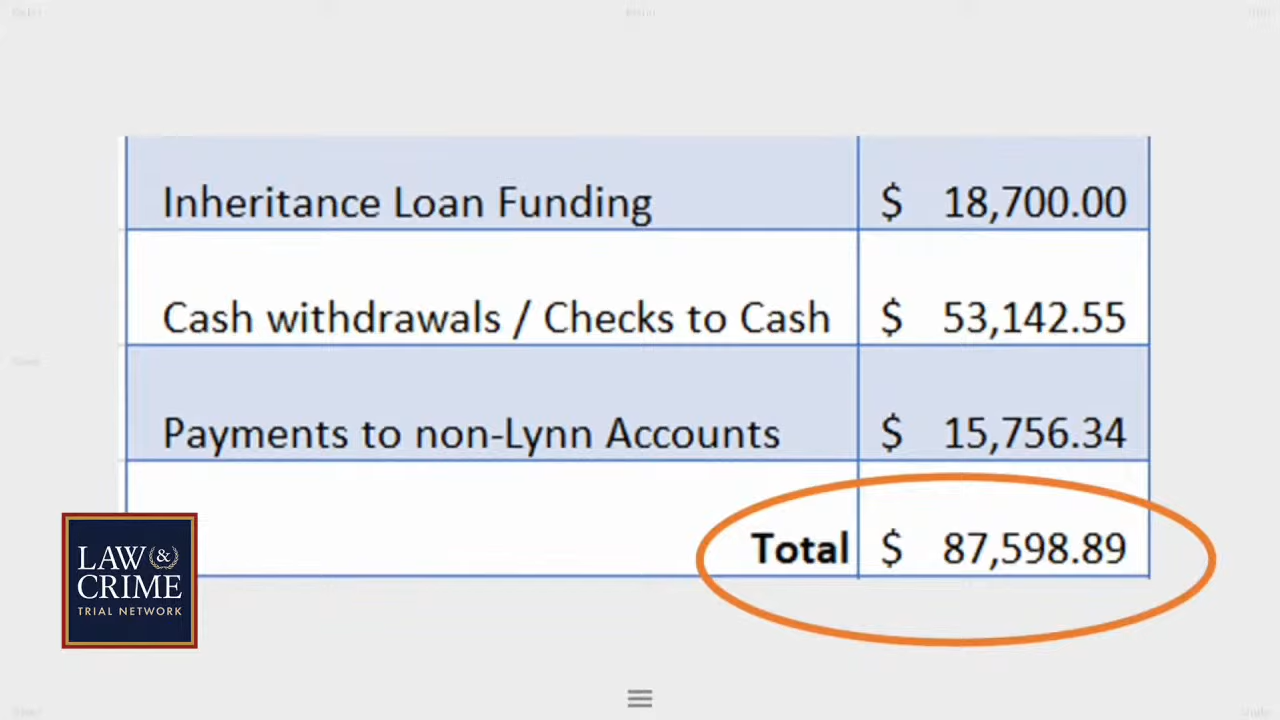 Inheritance Loan Funding $ 18,700.00
Cash withdrawals / Checks to Cash $ 53,142.55
Payments to non-Lynn Accounts $ 15,756.34
Total $ 87,598.89
LAW &
CRIME
TRIAL NETWORK